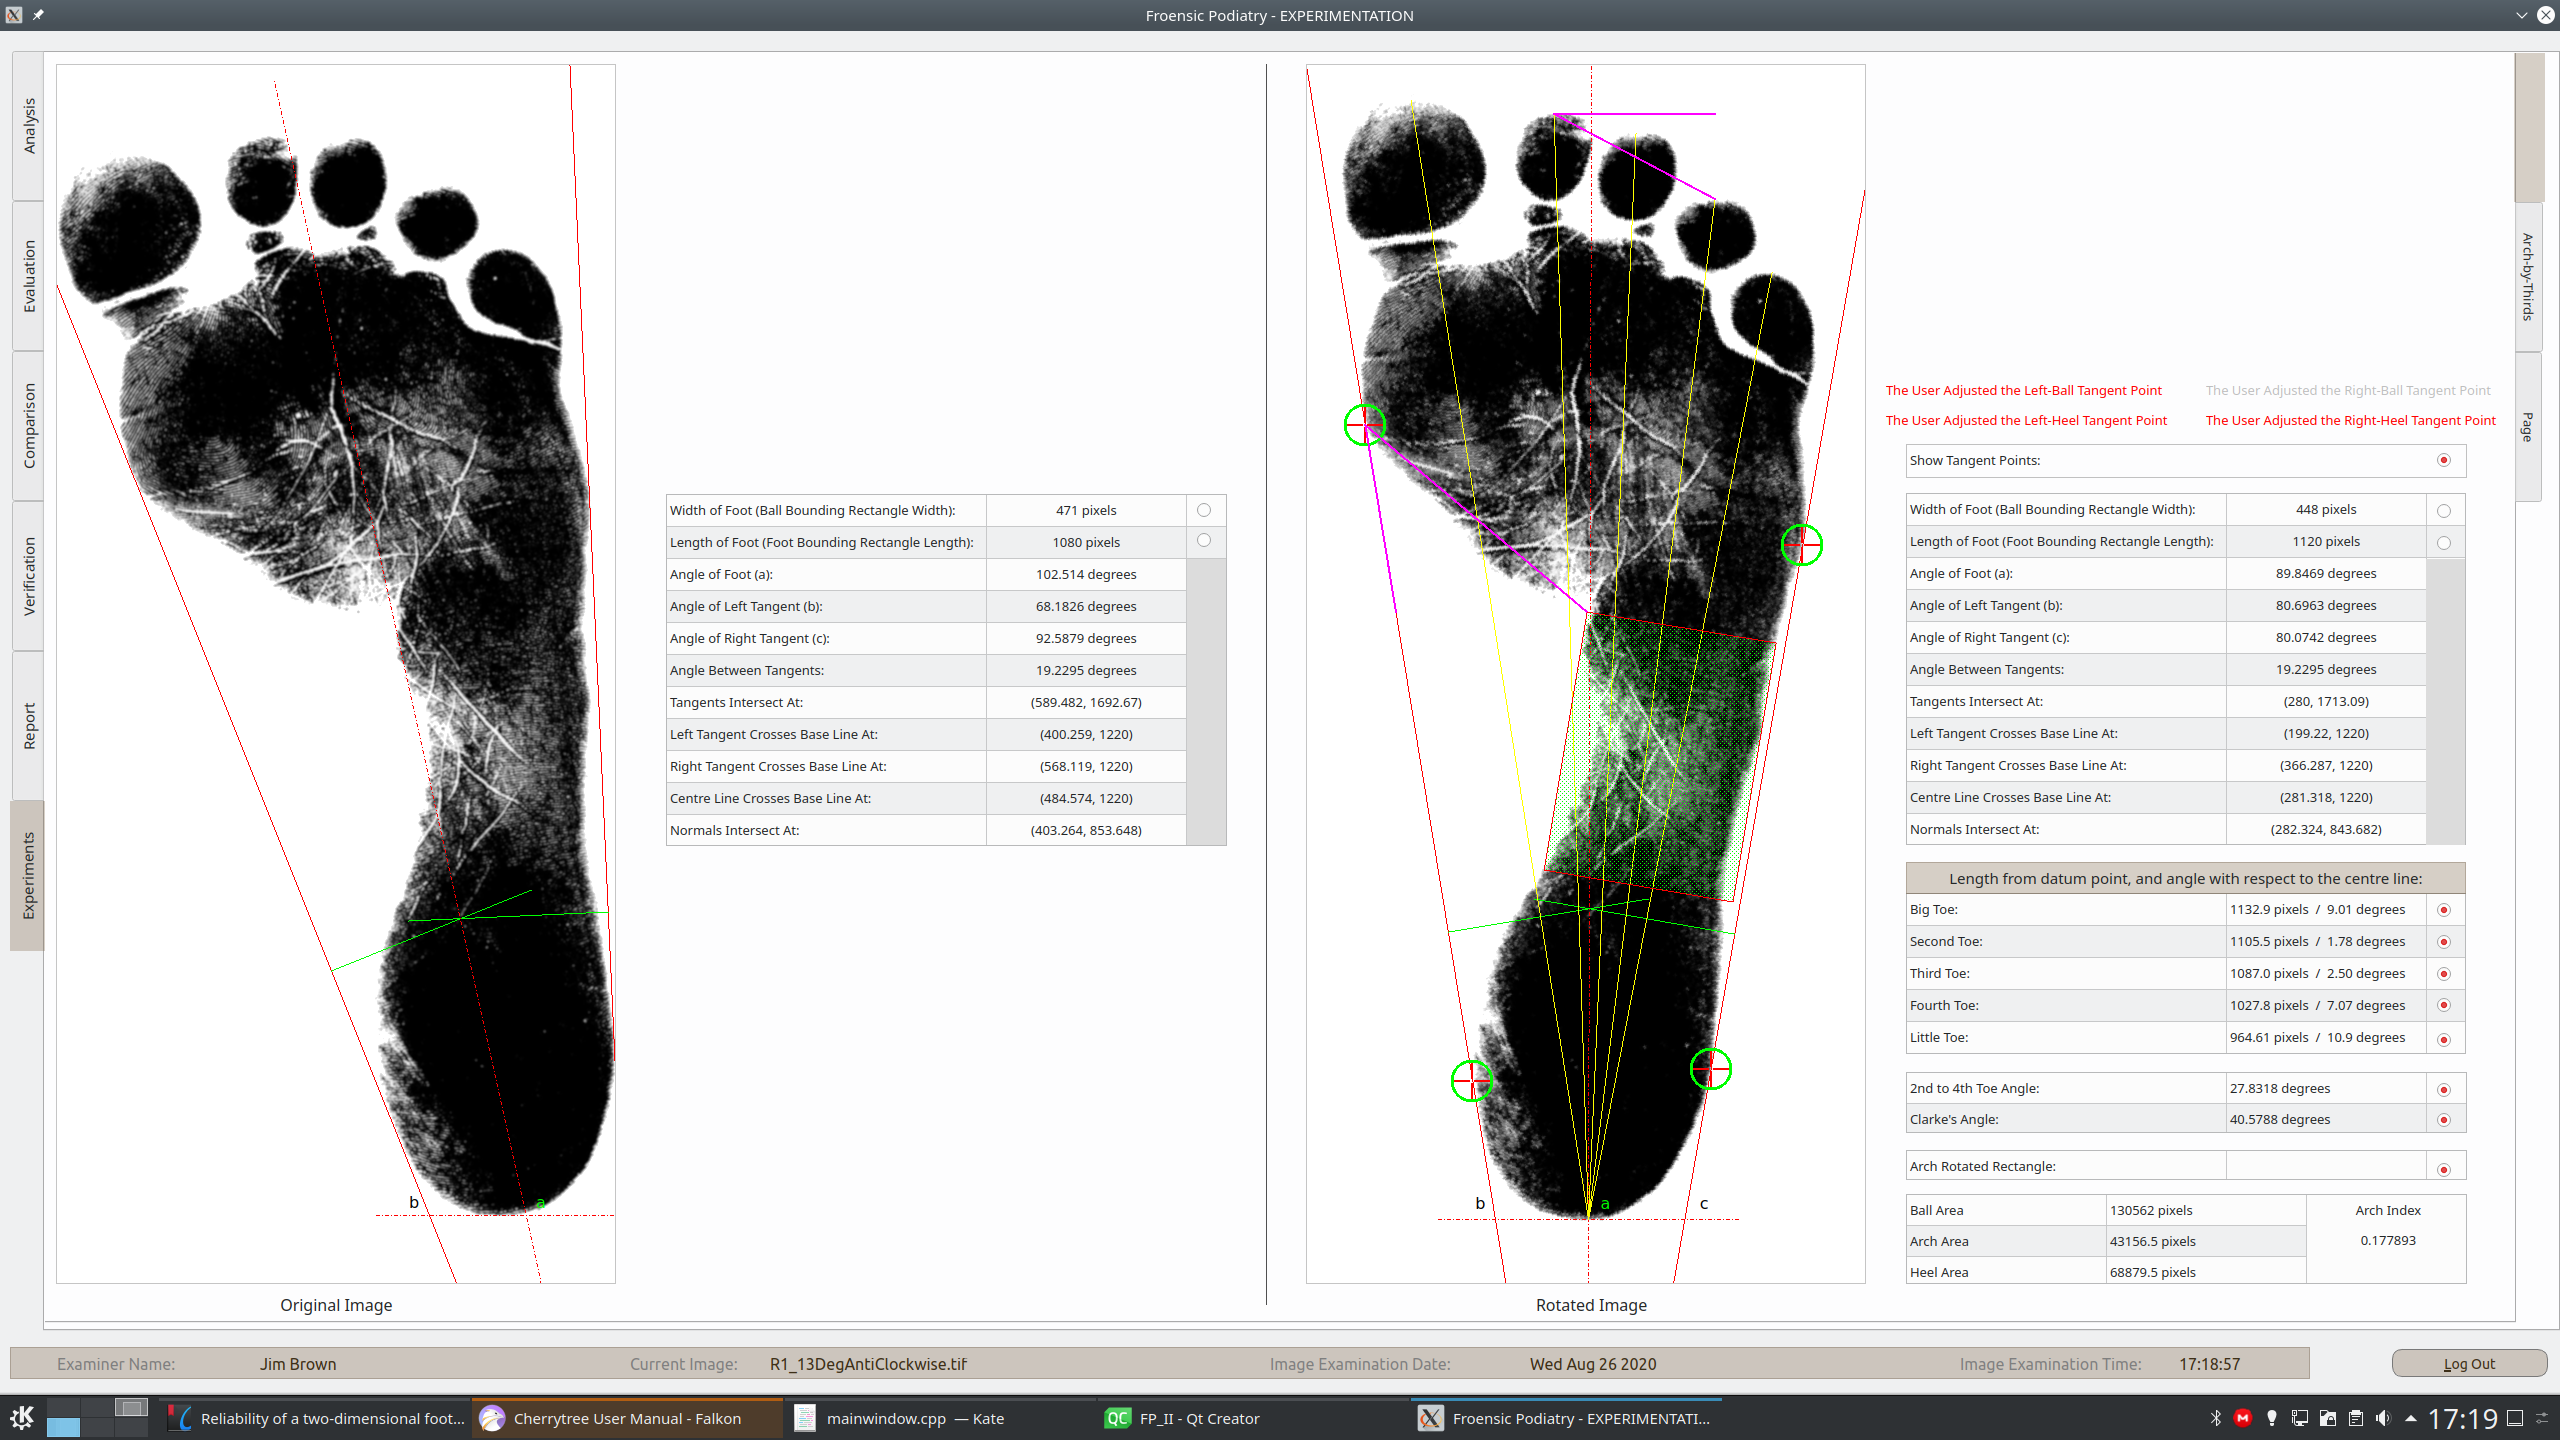 Froensic Podiatry - EXPERIMENTATION
Analysis
Evaluation
Comparison
Verification
Report
Experiments
b
a
Original Image
Width of Foot (Ball Bounding Rectangle Width): 471 pixels
Length of Foot (Foot Bounding Rectangle Length): 1080 pixels
Angle of Foot (a): 102.514 degrees
Angle of Left Tangent (b): 68.1826 degrees
Angle of Right Tangent (c): 92.5879 degrees
Angle Between Tangents: 19.2295 degrees
Tangents Intersect At: (589.482, 1692.67)
Left Tangent Crosses Base Line At: (400.259, 1220)
Right Tangent Crosses Base Line At: (568.119, 1220)
Centre Line Crosses Base Line At: (484.574, 1220)
Normals Intersect At: (403.264, 853.648)
b a c
Rotated Image
The User Adjusted the Left-Ball Tangent Point The User Adjusted the Right-Ball Tangent Point
The User Adjusted the Left-Heel Tangent Point The User Adjusted the Right-Heel Tangent Point
Show Tangent Points:
Width of Foot (Ball Bounding Rectangle Width): 448 pixels
Length of Foot (Foot Bounding Rectangle Length): 1120 pixels
Angle of Foot (a): 89.8469 degrees
Angle of Left Tangent (b): 80.6963 degrees
Angle of Right Tangent (c): 80.0742 degrees
Angle Between Tangents: 19.2295 degrees
Tangents Intersect At: (280, 1713.09)
Left Tangent Crosses Base Line At: (199.22, 1220)
Right Tangent Crosses Base Line At: (366.287, 1220)
Centre Line Crosses Base Line At: (281.318, 1220)
Normals Intersect At: (282.324, 843.682)
Length from datum point, and angle with respect to the centre line:
Big Toe: 1132.9 pixels / 9.01 degrees
Second Toe: 1105.5 pixels / 1.78 degrees
Third Toe: 1087.0 pixels / 2.50 degrees
Fourth Toe: 1027.8 pixels / 7.07 degrees
Little Toe: 964.61 pixels / 10.9 degrees
2nd to 4th Toe Angle: 27.8318 degrees
Clarke's Angle: 40.5788 degrees
Arch Rotated Rectangle:
Ball Area 130562 pixels Arch Index
Arch Area 43156.5 pixels 0.177893
Heel Area 68879.5 pixels
Arch-by-Thirds
Page
Examiner Name: Jim Brown Current Image: R1_13DegAntiClockwise.tif Image Examination Date: Wed Aug 26 2020 Image Examination Time: 17:18:57 Log Out
Reliability of a two-dimensional foot... Cherrytree User Manual - Falkon mainwindow.cpp — Kate QC FP_II - Qt Creator Froensic Podiatry - EXPERIMENTATI... 17:19